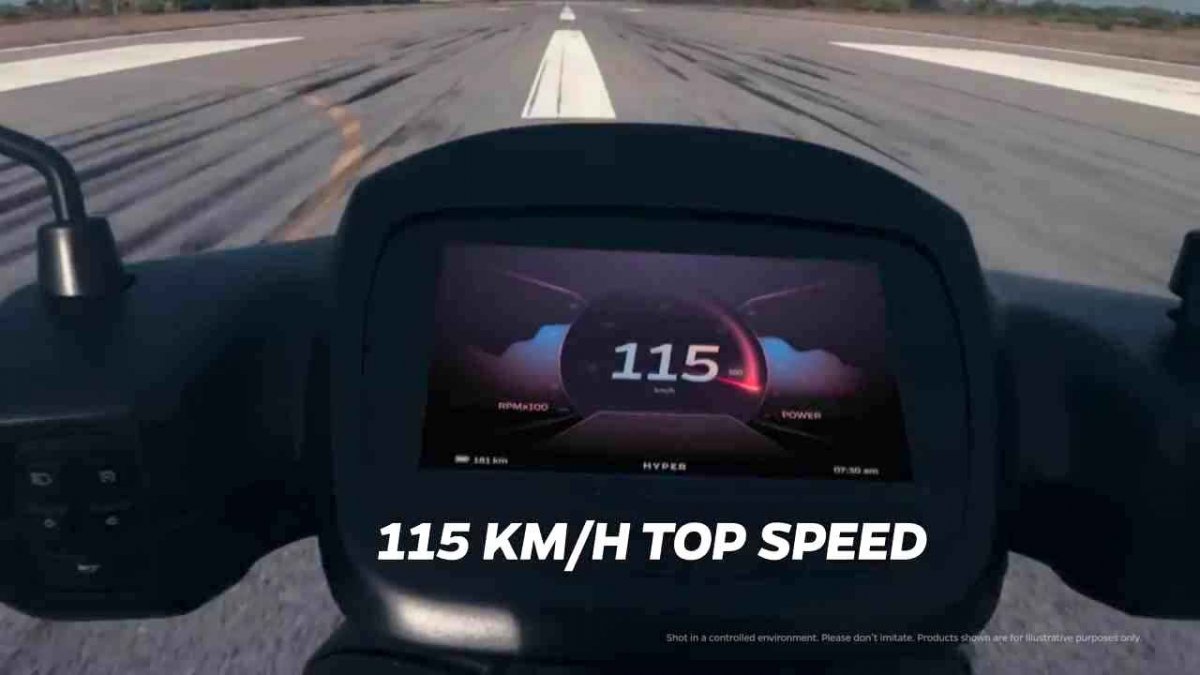 115
100
km/h
RPMx100
POWER
181 km
HYPER
07:30 am
115 KM/H TOP SPEED
Shot in a controlled environment. Please don't imitate. Products shown are for illustrative purposes only.